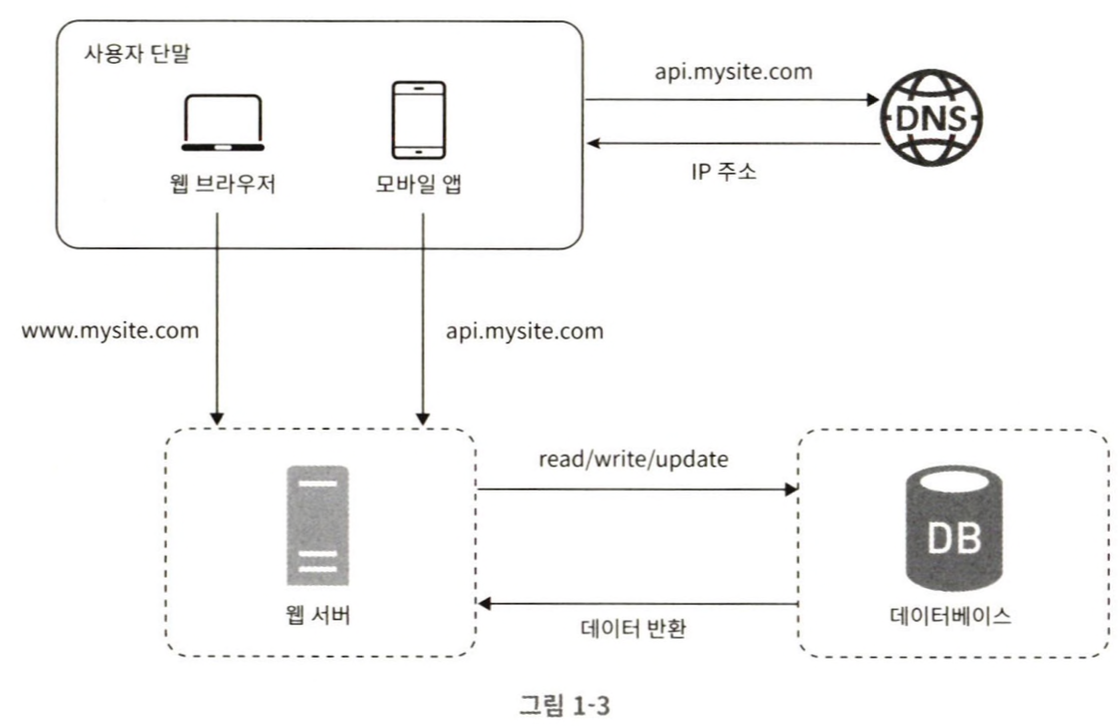 사용자 단말
api.mysite.com
DNS
웹 브라우저
모바일 앱
IP 주소
www.mysite.com
api.mysite.com
read/write/update
DB
웹 서버
데이터베이스
데이터 반환
그림 1-3